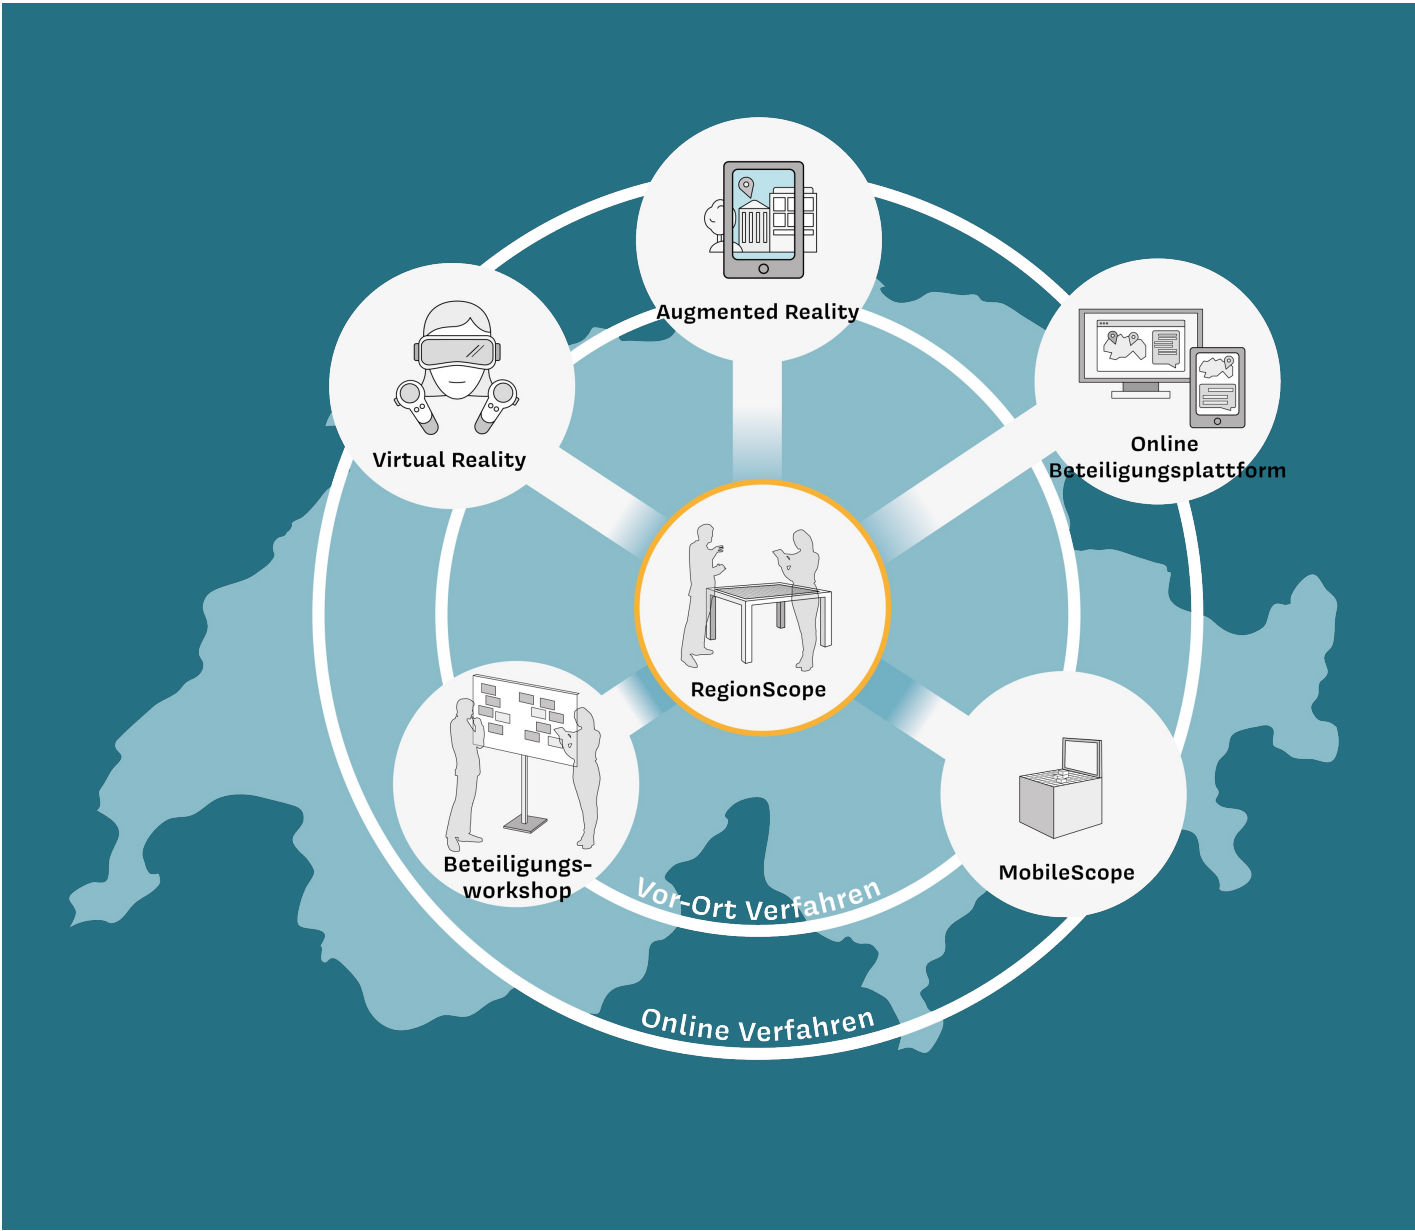 Augmented Reality
Virtual Reality
Online
Beteiligungsplattform
RegionScope
Beteiligungs-
workshop
MobileScope
Vor-Ort Verfahren
Online Verfahren